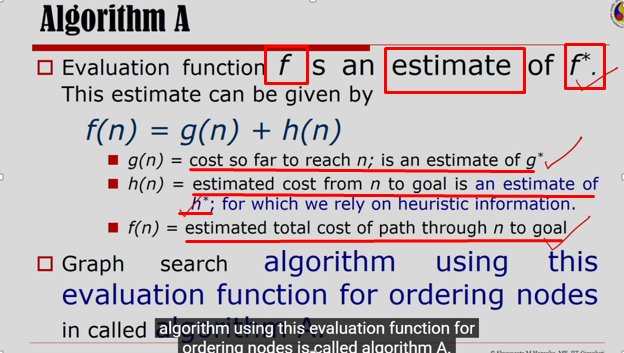 Algorithm A
Evaluation function f is an estimate of f*.
This estimate can be given by
f(n) = g(n) + h(n)
g(n) = cost so far to reach n; is an estimate of g*
h(n) = estimated cost from n to goal is an estimate of
h*; for which we rely on heuristic information.
f(n) = estimated total cost of path through n to goal
Graph search algorithm using this
evaluation function for ordering nodes
in called algorithm A.
algorithm using this evaluation function for
ordering nodes is called algorithm A.